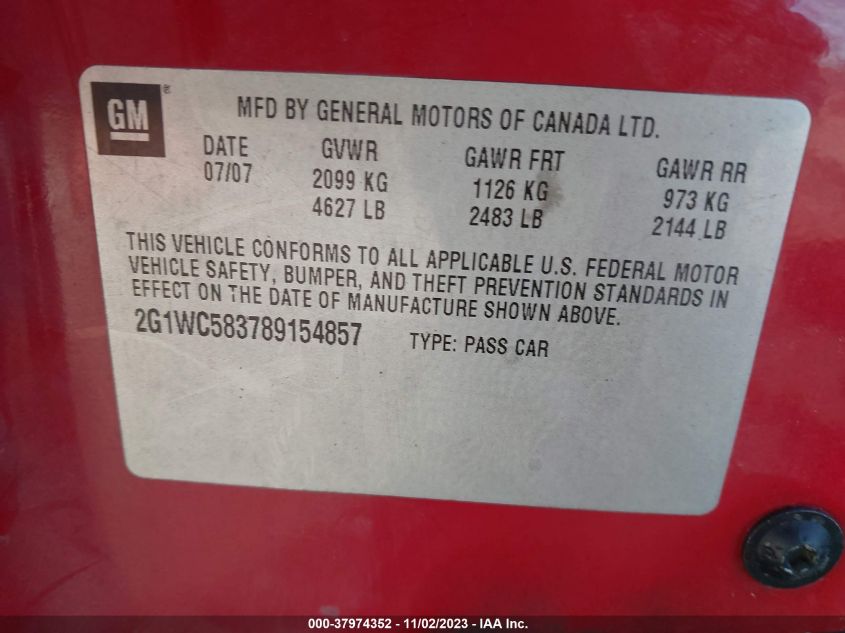 GM®
MFD BY GENERAL MOTORS OF CANADA LTD.
DATE GVWR GAWR FRT GAWR RR
07/07 2099 KG 1126 KG 973 KG
4627 LB 2483 LB 2144 LB
THIS VEHICLE CONFORMS TO ALL APPLICABLE U.S. FEDERAL MOTOR
VEHICLE SAFETY, BUMPER, AND THEFT PREVENTION STANDARDS IN
EFFECT ON THE DATE OF MANUFACTURE SHOWN ABOVE.
2G1WC583789154857 TYPE: PASS CAR
000-37974352 - 11/02/2023 - IAA Inc.